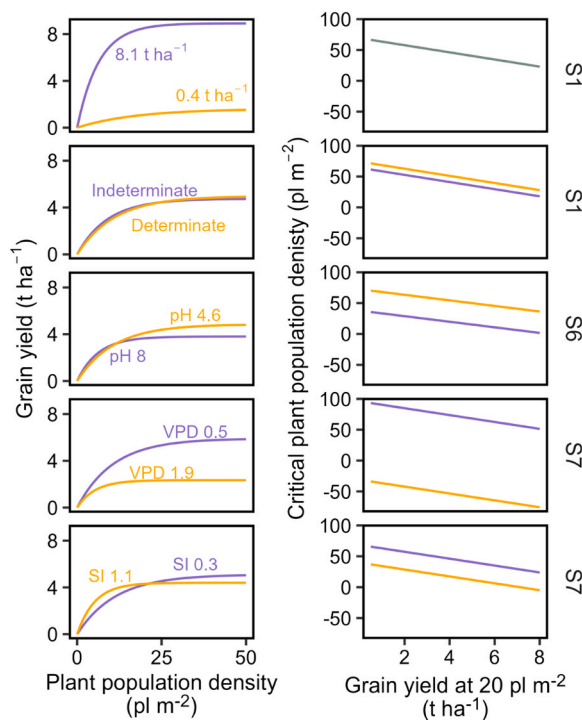 8
4
0
8.1 t ha⁻¹
0.4 t ha⁻¹
100
50
0
-50
S1
8
4
0
Indeterminate
Determinate
100
50
0
-50
S1
8
4
0
pH 4.6
pH 8
100
50
0
-50
S6
8
4
0
VPD 0.5
VPD 1.9
100
50
0
-50
S7
8
4
0
SI 1.1
SI 0.3
100
50
0
-50
S7
Grain yield (t ha⁻¹)
Critical plant population denisty (pl m⁻²)
0 25 50
2 4 6 8
Plant population density
(pl m⁻²)
Grain yield at 20 pl m⁻²
(t ha⁻¹)